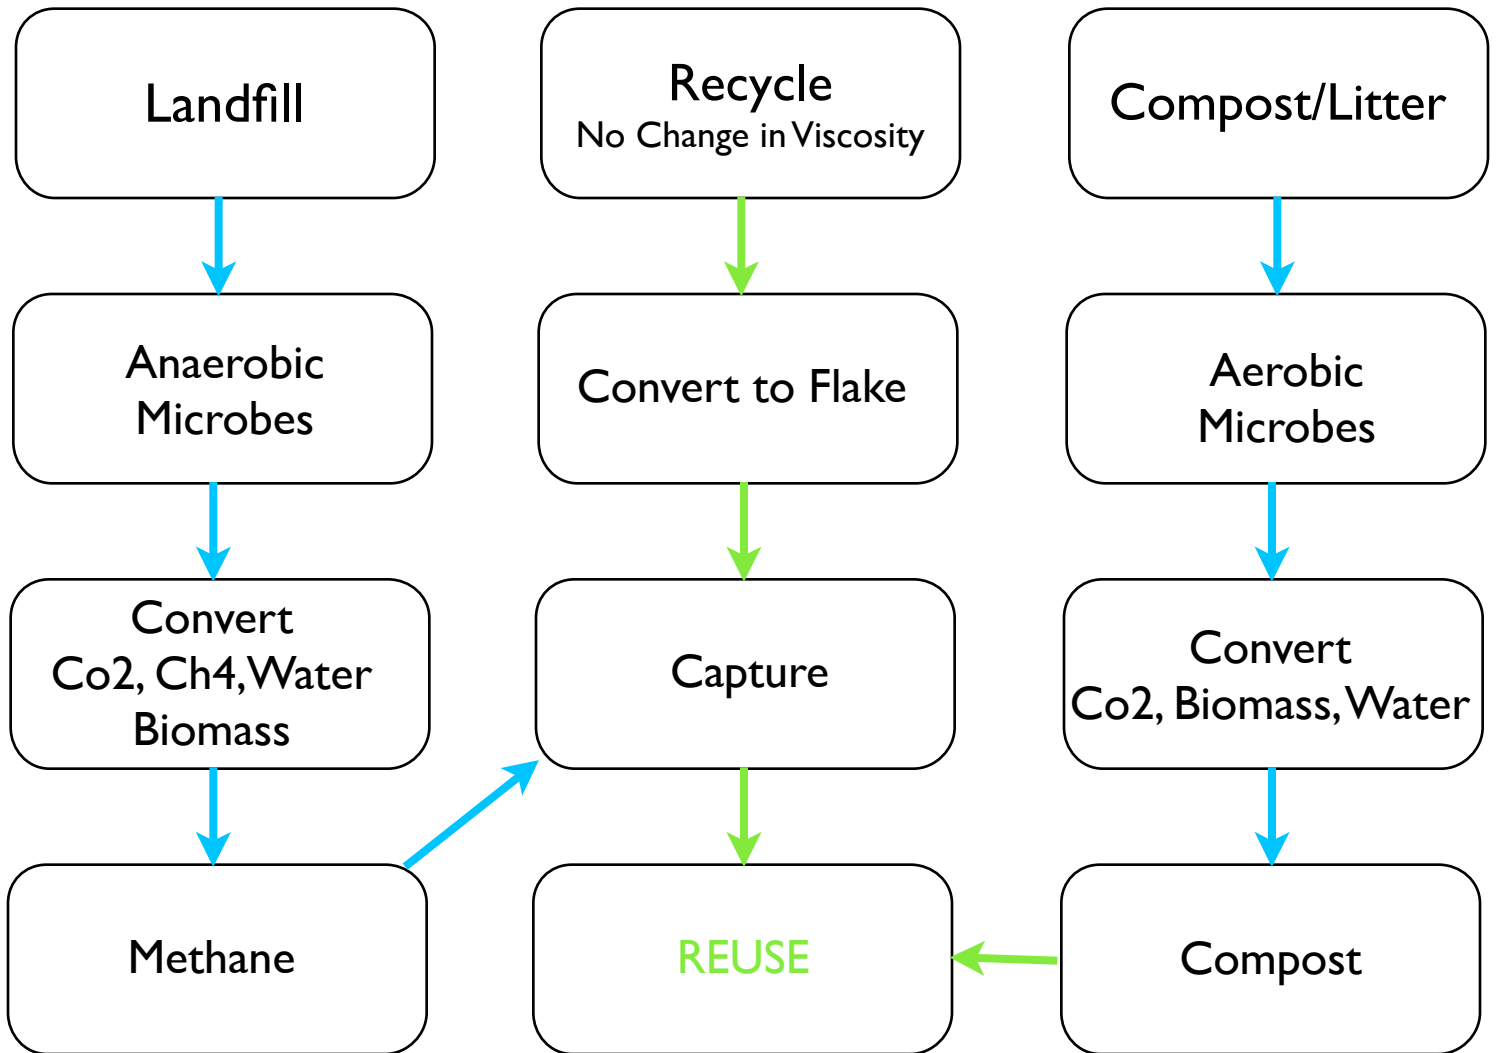 Landfill
Recycle
No Change in Viscosity
Compost/Litter
Anaerobic
Microbes
Convert to Flake
Aerobic
Microbes
Convert
Co2, Ch4, Water
Biomass
Capture
Convert
Co2, Biomass, Water
Methane
REUSE
Compost